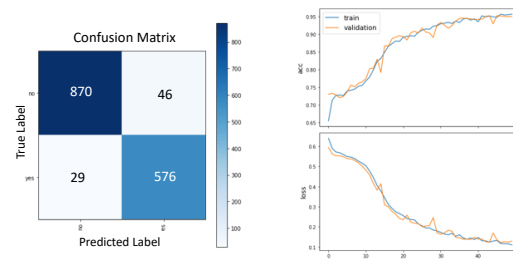 Confusion Matrix
True Label
no
yes
870
46
29
576
no
yes
Predicted Label
800
700
600
500
400
300
200
100
train
validation
acc
0.95
0.90
0.85
0.80
0.75
0.70
0.65
loss
0.6
0.5
0.4
0.3
0.2
0.1
0
10
20
30
40